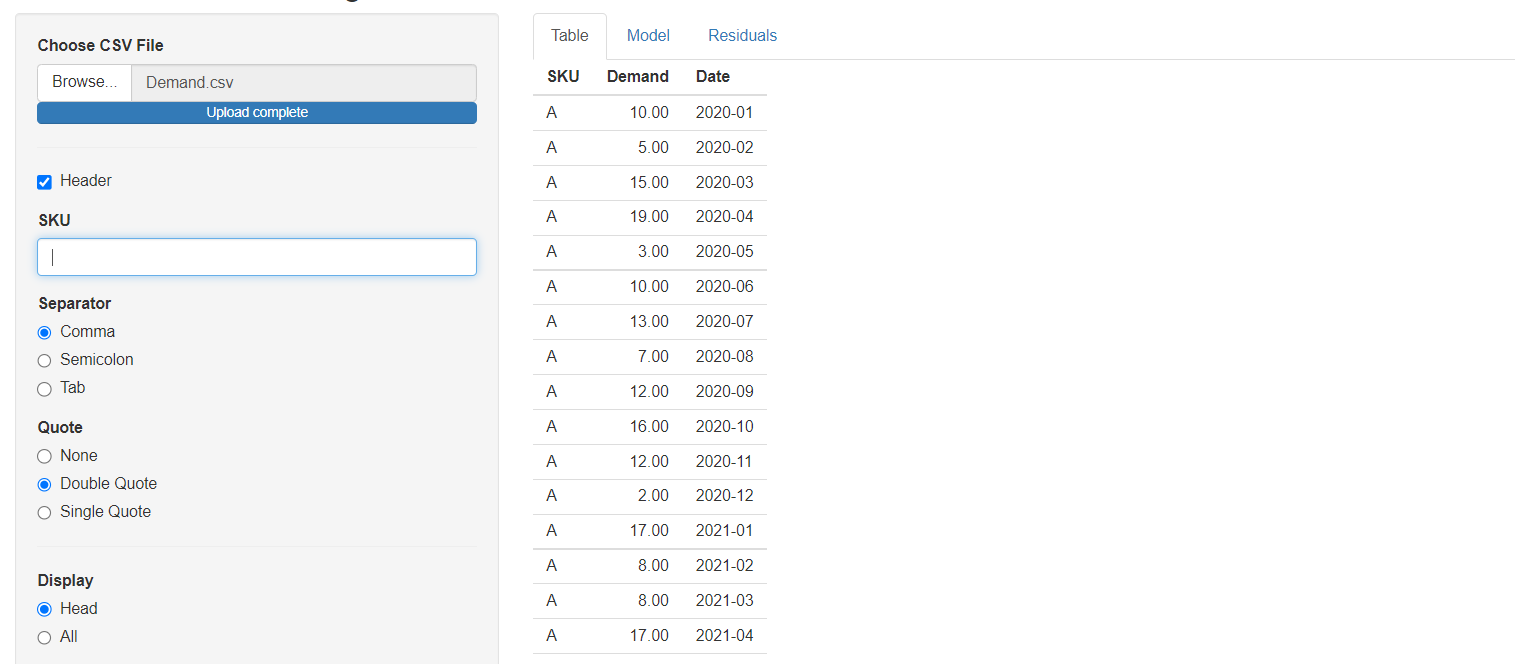 Choose CSV File
Browse...
Demand.csv
Upload complete
Header
SKU
Separator
Comma
Semicolon
Tab
Quote
None
Double Quote
Single Quote
Display
Head
All
Table Model Residuals
SKU Demand Date
A 10.00 2020-01
A 5.00 2020-02
A 15.00 2020-03
A 19.00 2020-04
A 3.00 2020-05
A 10.00 2020-06
A 13.00 2020-07
A 7.00 2020-08
A 12.00 2020-09
A 16.00 2020-10
A 12.00 2020-11
A 2.00 2020-12
A 17.00 2021-01
A 8.00 2021-02
A 8.00 2021-03
A 17.00 2021-04